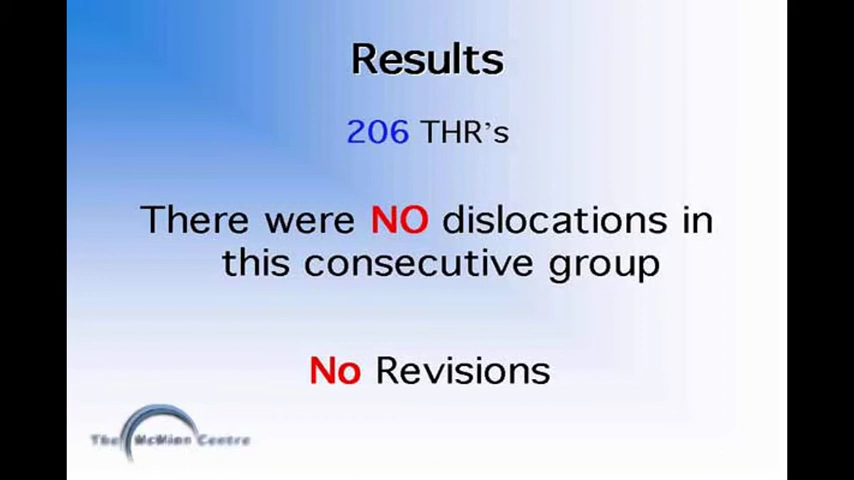 Results
206 THR's
There were NO dislocations in
this consecutive group
No Revisions
The McMinn Centre